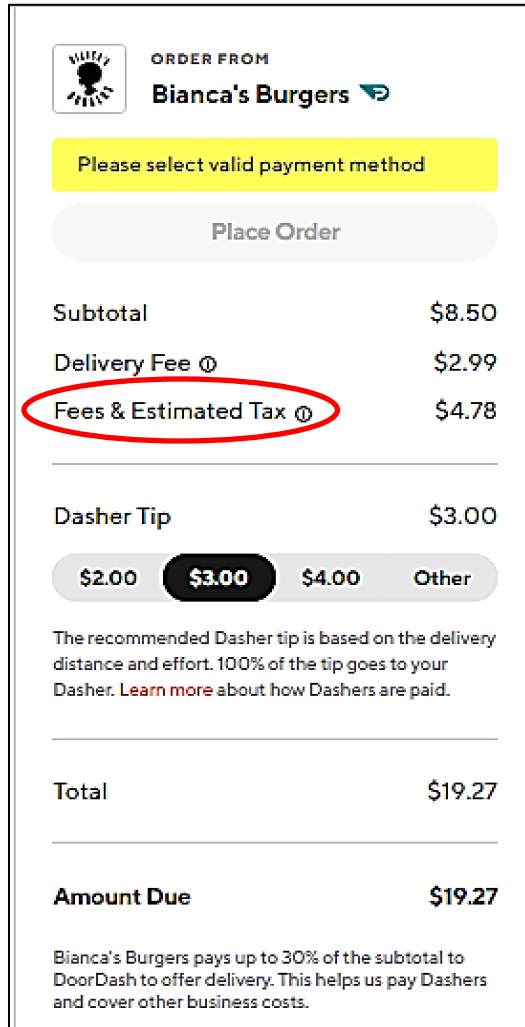 BIANCA'S
BURGERS
ORDER FROM
Bianca's Burgers
Please select valid payment method
Place Order
Subtotal $8.50
Delivery Fee $2.99
Fees & Estimated Tax $4.78
Dasher Tip $3.00
$2.00 $3.00 $4.00 Other
The recommended Dasher tip is based on the delivery
distance and effort. 100% of the tip goes to your
Dasher. Learn more about how Dashers are paid.
Total $19.27
Amount Due $19.27
Bianca's Burgers pays up to 30% of the subtotal to
DoorDash to offer delivery. This helps us pay Dashers
and cover other business costs.